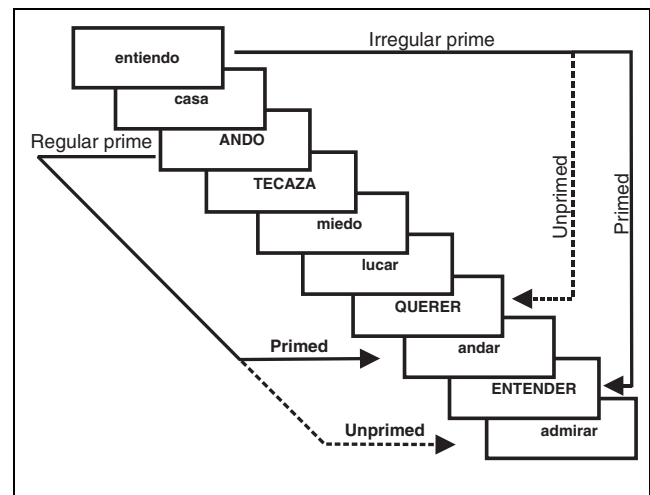 Irregular prime
entiendo
casa
Regular prime
ANDO
TECAZA
miedo
Unprimed
Primed
lucar
QUERER
Primed
andar
ENTENDER
Unprimed
admirar